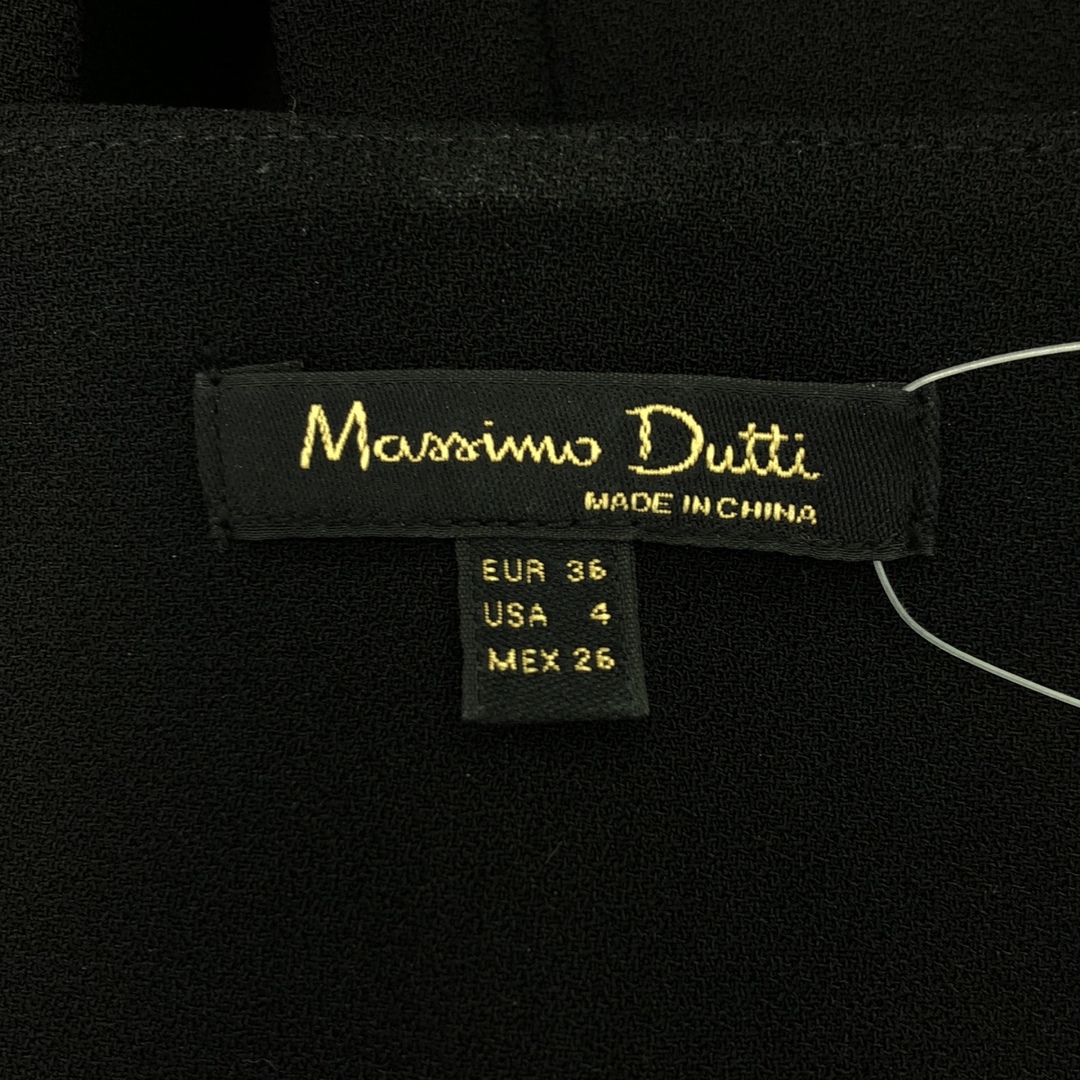 Massimo Dutti
MADE IN CHINA
EUR 36
USA 4
MEX 26